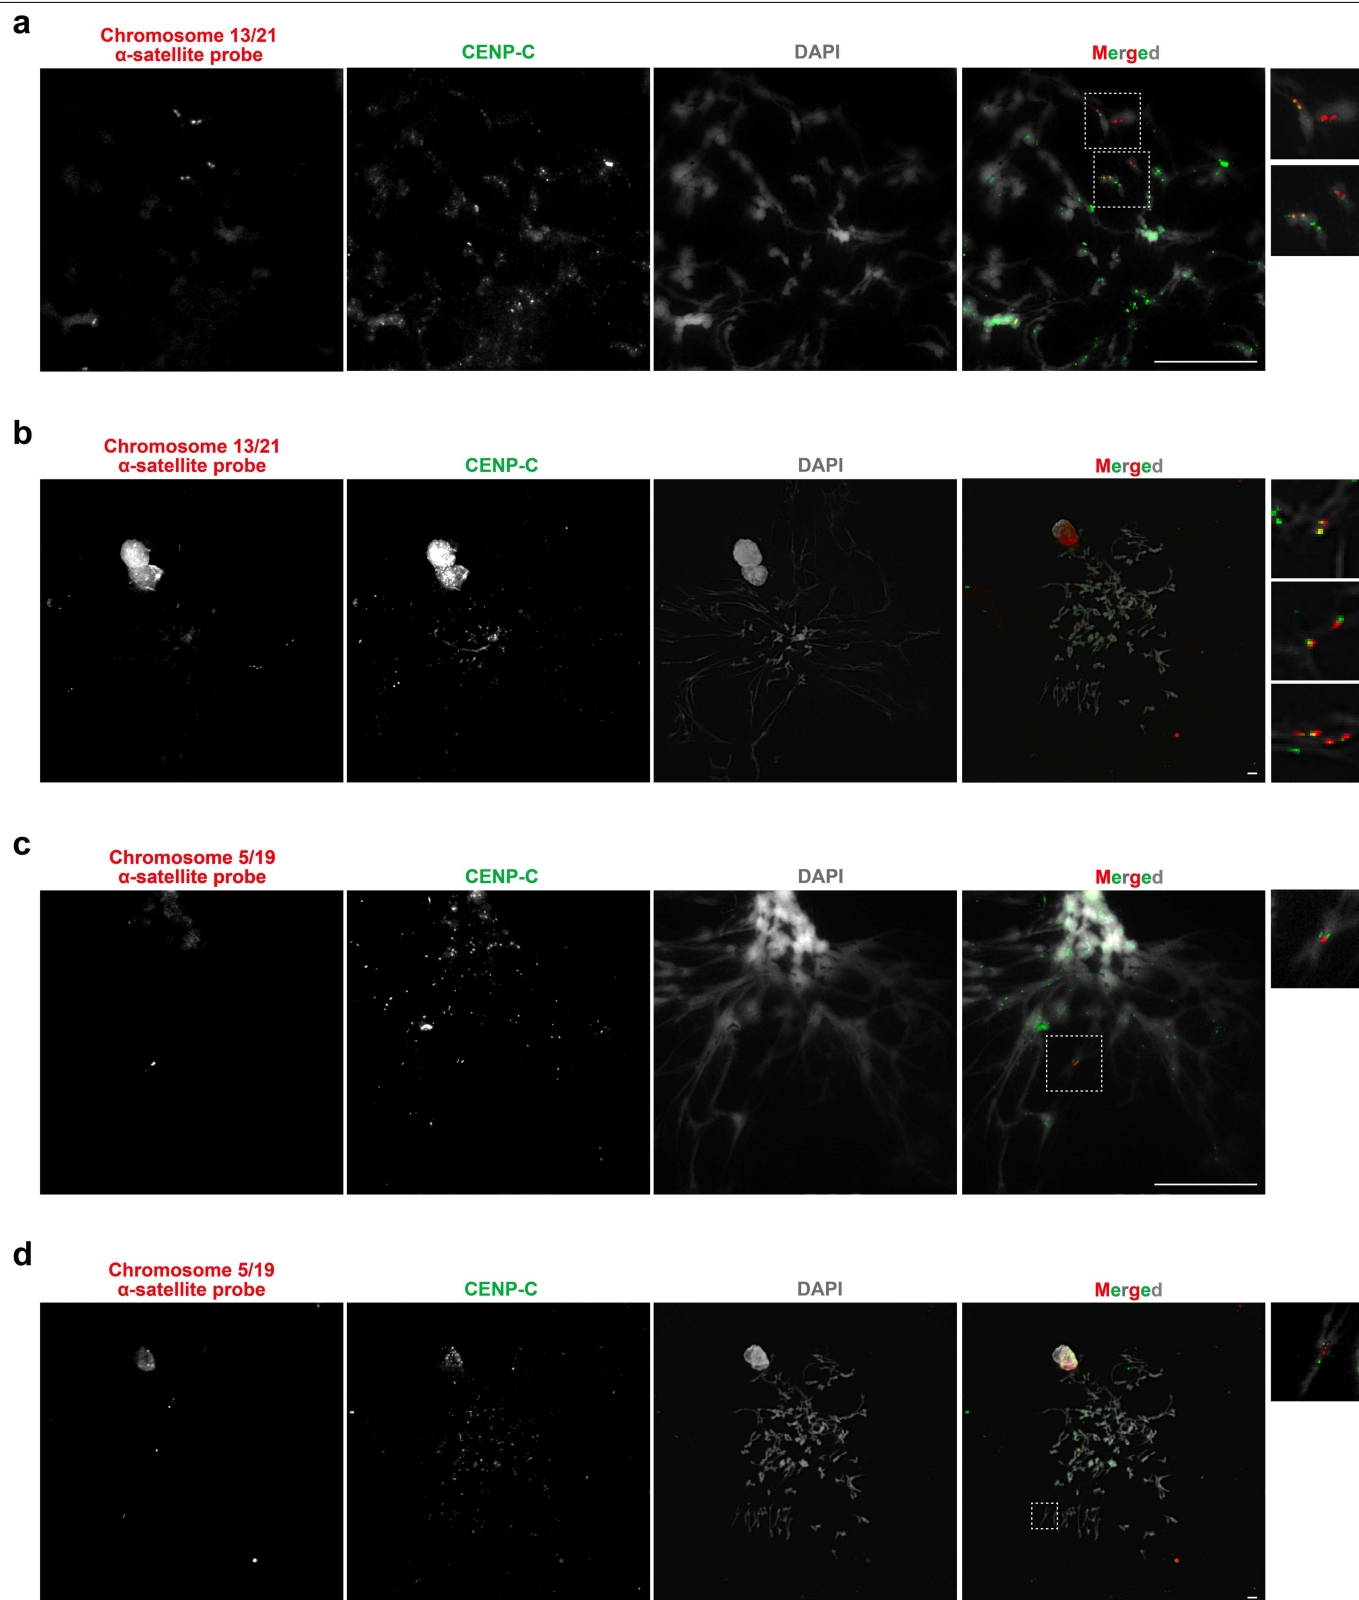 a
Chromosome 13/21
α-satellite probe
CENP-C
DAPI
Merged
b
Chromosome 13/21
α-satellite probe
CENP-C
DAPI
Merged
c
Chromosome 5/19
α-satellite probe
CENP-C
DAPI
Merged
d
Chromosome 5/19
α-satellite probe
CENP-C
DAPI
Merged